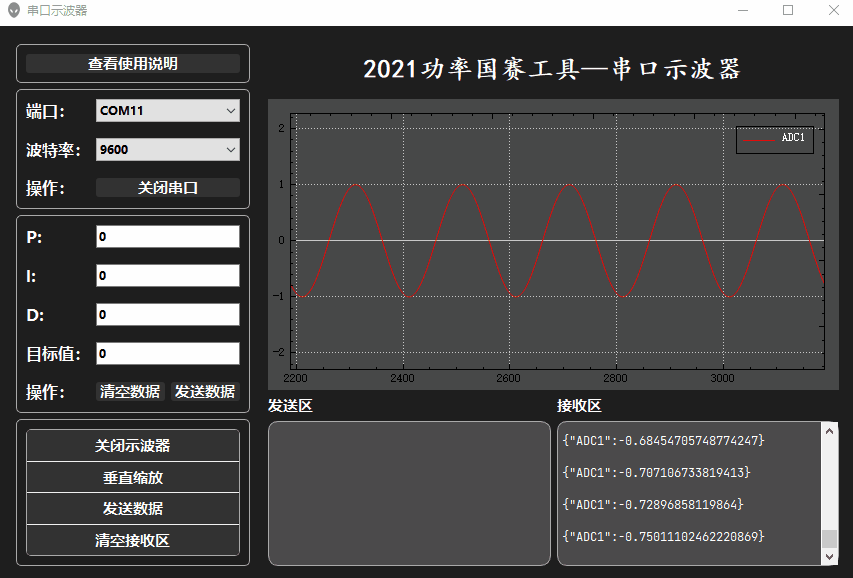 串口示波器
查看使用说明
端口: COM11
波特率: 9600
操作: 关闭串口
P: 0
I: 0
D: 0
目标值: 0
操作: 清空数据 发送数据
关闭示波器
垂直缩放
发送数据
清空接收区
2021功率国赛工具—串口示波器
ADC1
2
1
0
-1
-2
2200 2400 2600 2800 3000
发送区
接收区
{"ADC1":-0.68454705748774247}
{"ADC1":-0.707106733819413}
{"ADC1":-0.72896858119864}
{"ADC1":-0.75011102462220869}